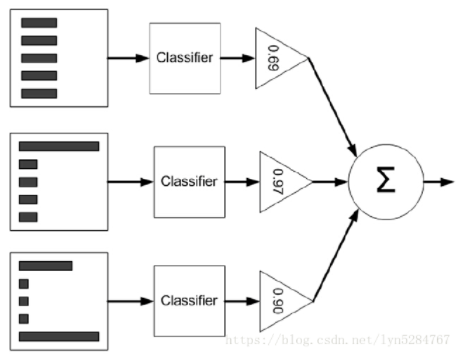 Classifier
0.69
Classifier
0.97
Σ
Classifier
0.90
https://blog.csdn.net/lyn5284767